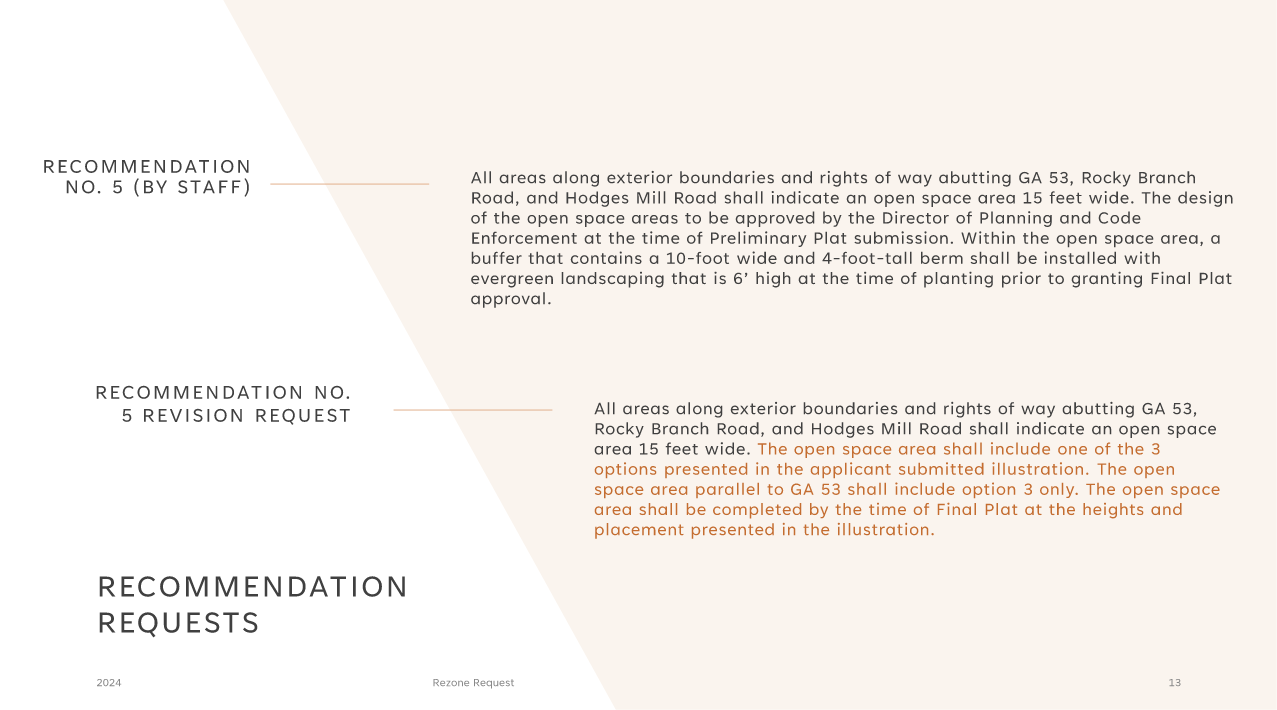 RECOMMENDATION
NO. 5 (BY STAFF)
All areas along exterior boundaries and rights of way abutting GA 53, Rocky Branch
Road, and Hodges Mill Road shall indicate an open space area 15 feet wide. The design
of the open space areas to be approved by the Director of Planning and Code
Enforcement at the time of Preliminary Plat submission. Within the open space area, a
buffer that contains a 10-foot wide and 4-foot-tall berm shall be installed with
evergreen landscaping that is 6’ high at the time of planting prior to granting Final Plat
approval.
RECOMMENDATION NO.
5 REVISION REQUEST
All areas along exterior boundaries and rights of way abutting GA 53,
Rocky Branch Road, and Hodges Mill Road shall indicate an open space
area 15 feet wide. The open space area shall include one of the 3
options presented in the applicant submitted illustration. The open
space area parallel to GA 53 shall include option 3 only. The open space
area shall be completed by the time of Final Plat at the heights and
placement presented in the illustration.
RECOMMENDATION
REQUESTS
2024
Rezone Request
13